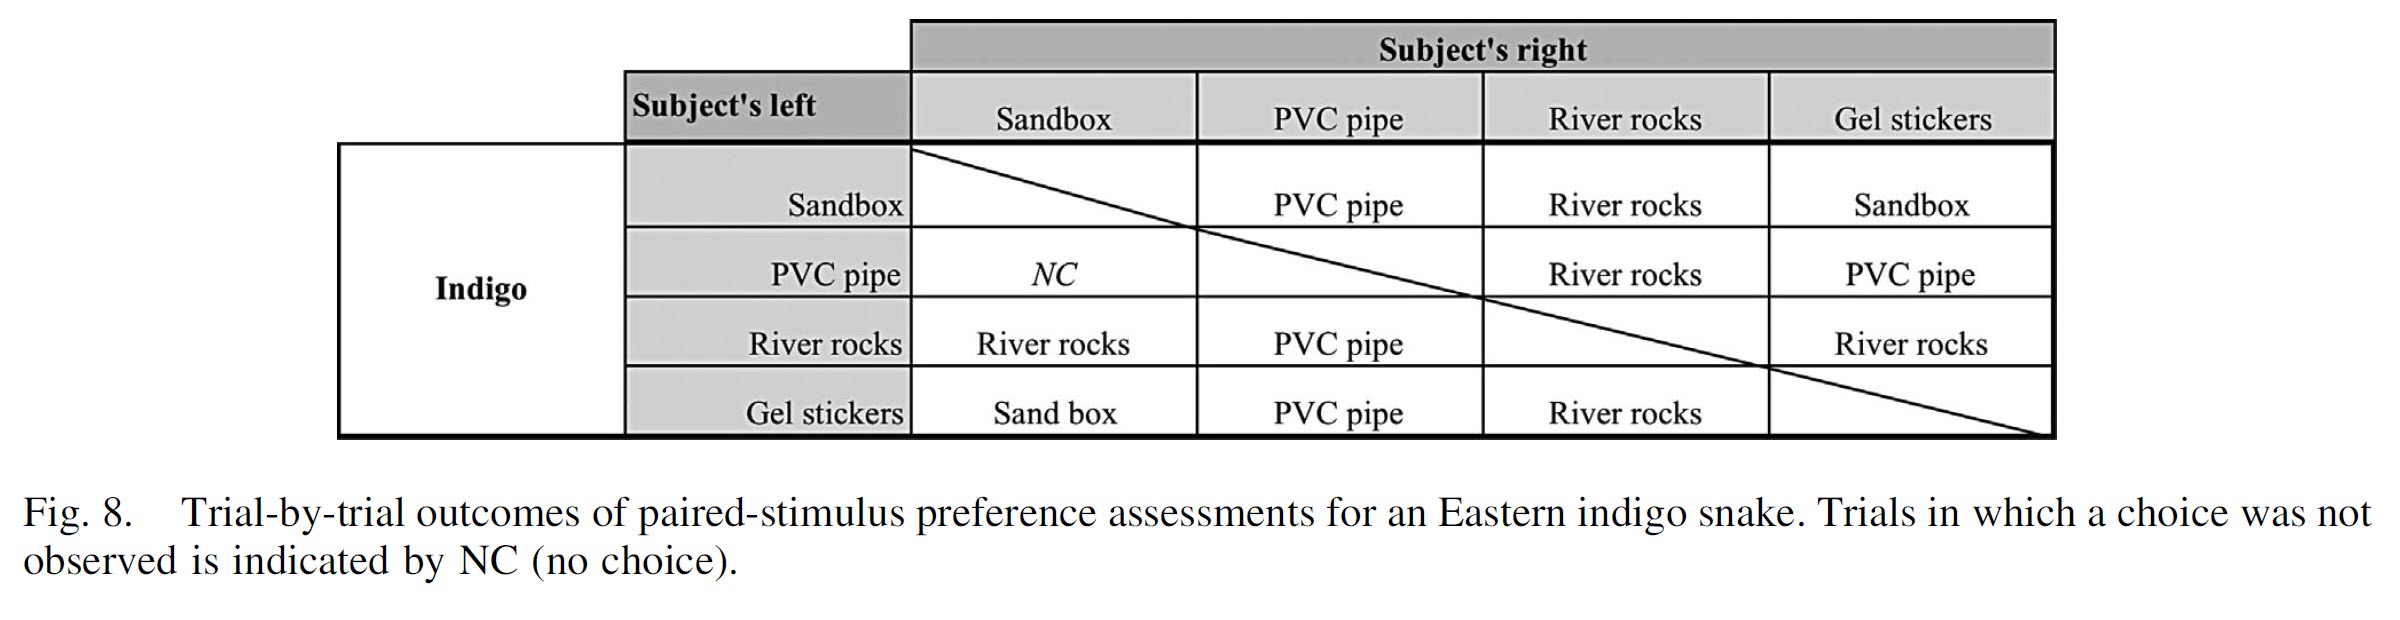 Subject's right
Subject's left Sandbox PVC pipe River rocks Gel stickers
Sandbox PVC pipe River rocks Sandbox
Indigo PVC pipe NC River rocks PVC pipe
River rocks River rocks PVC pipe River rocks
Gel stickers Sand box PVC pipe River rocks
Fig. 8. Trial-by-trial outcomes of paired-stimulus preference assessments for an Eastern indigo snake. Trials in which a choice was not
observed is indicated by NC (no choice).